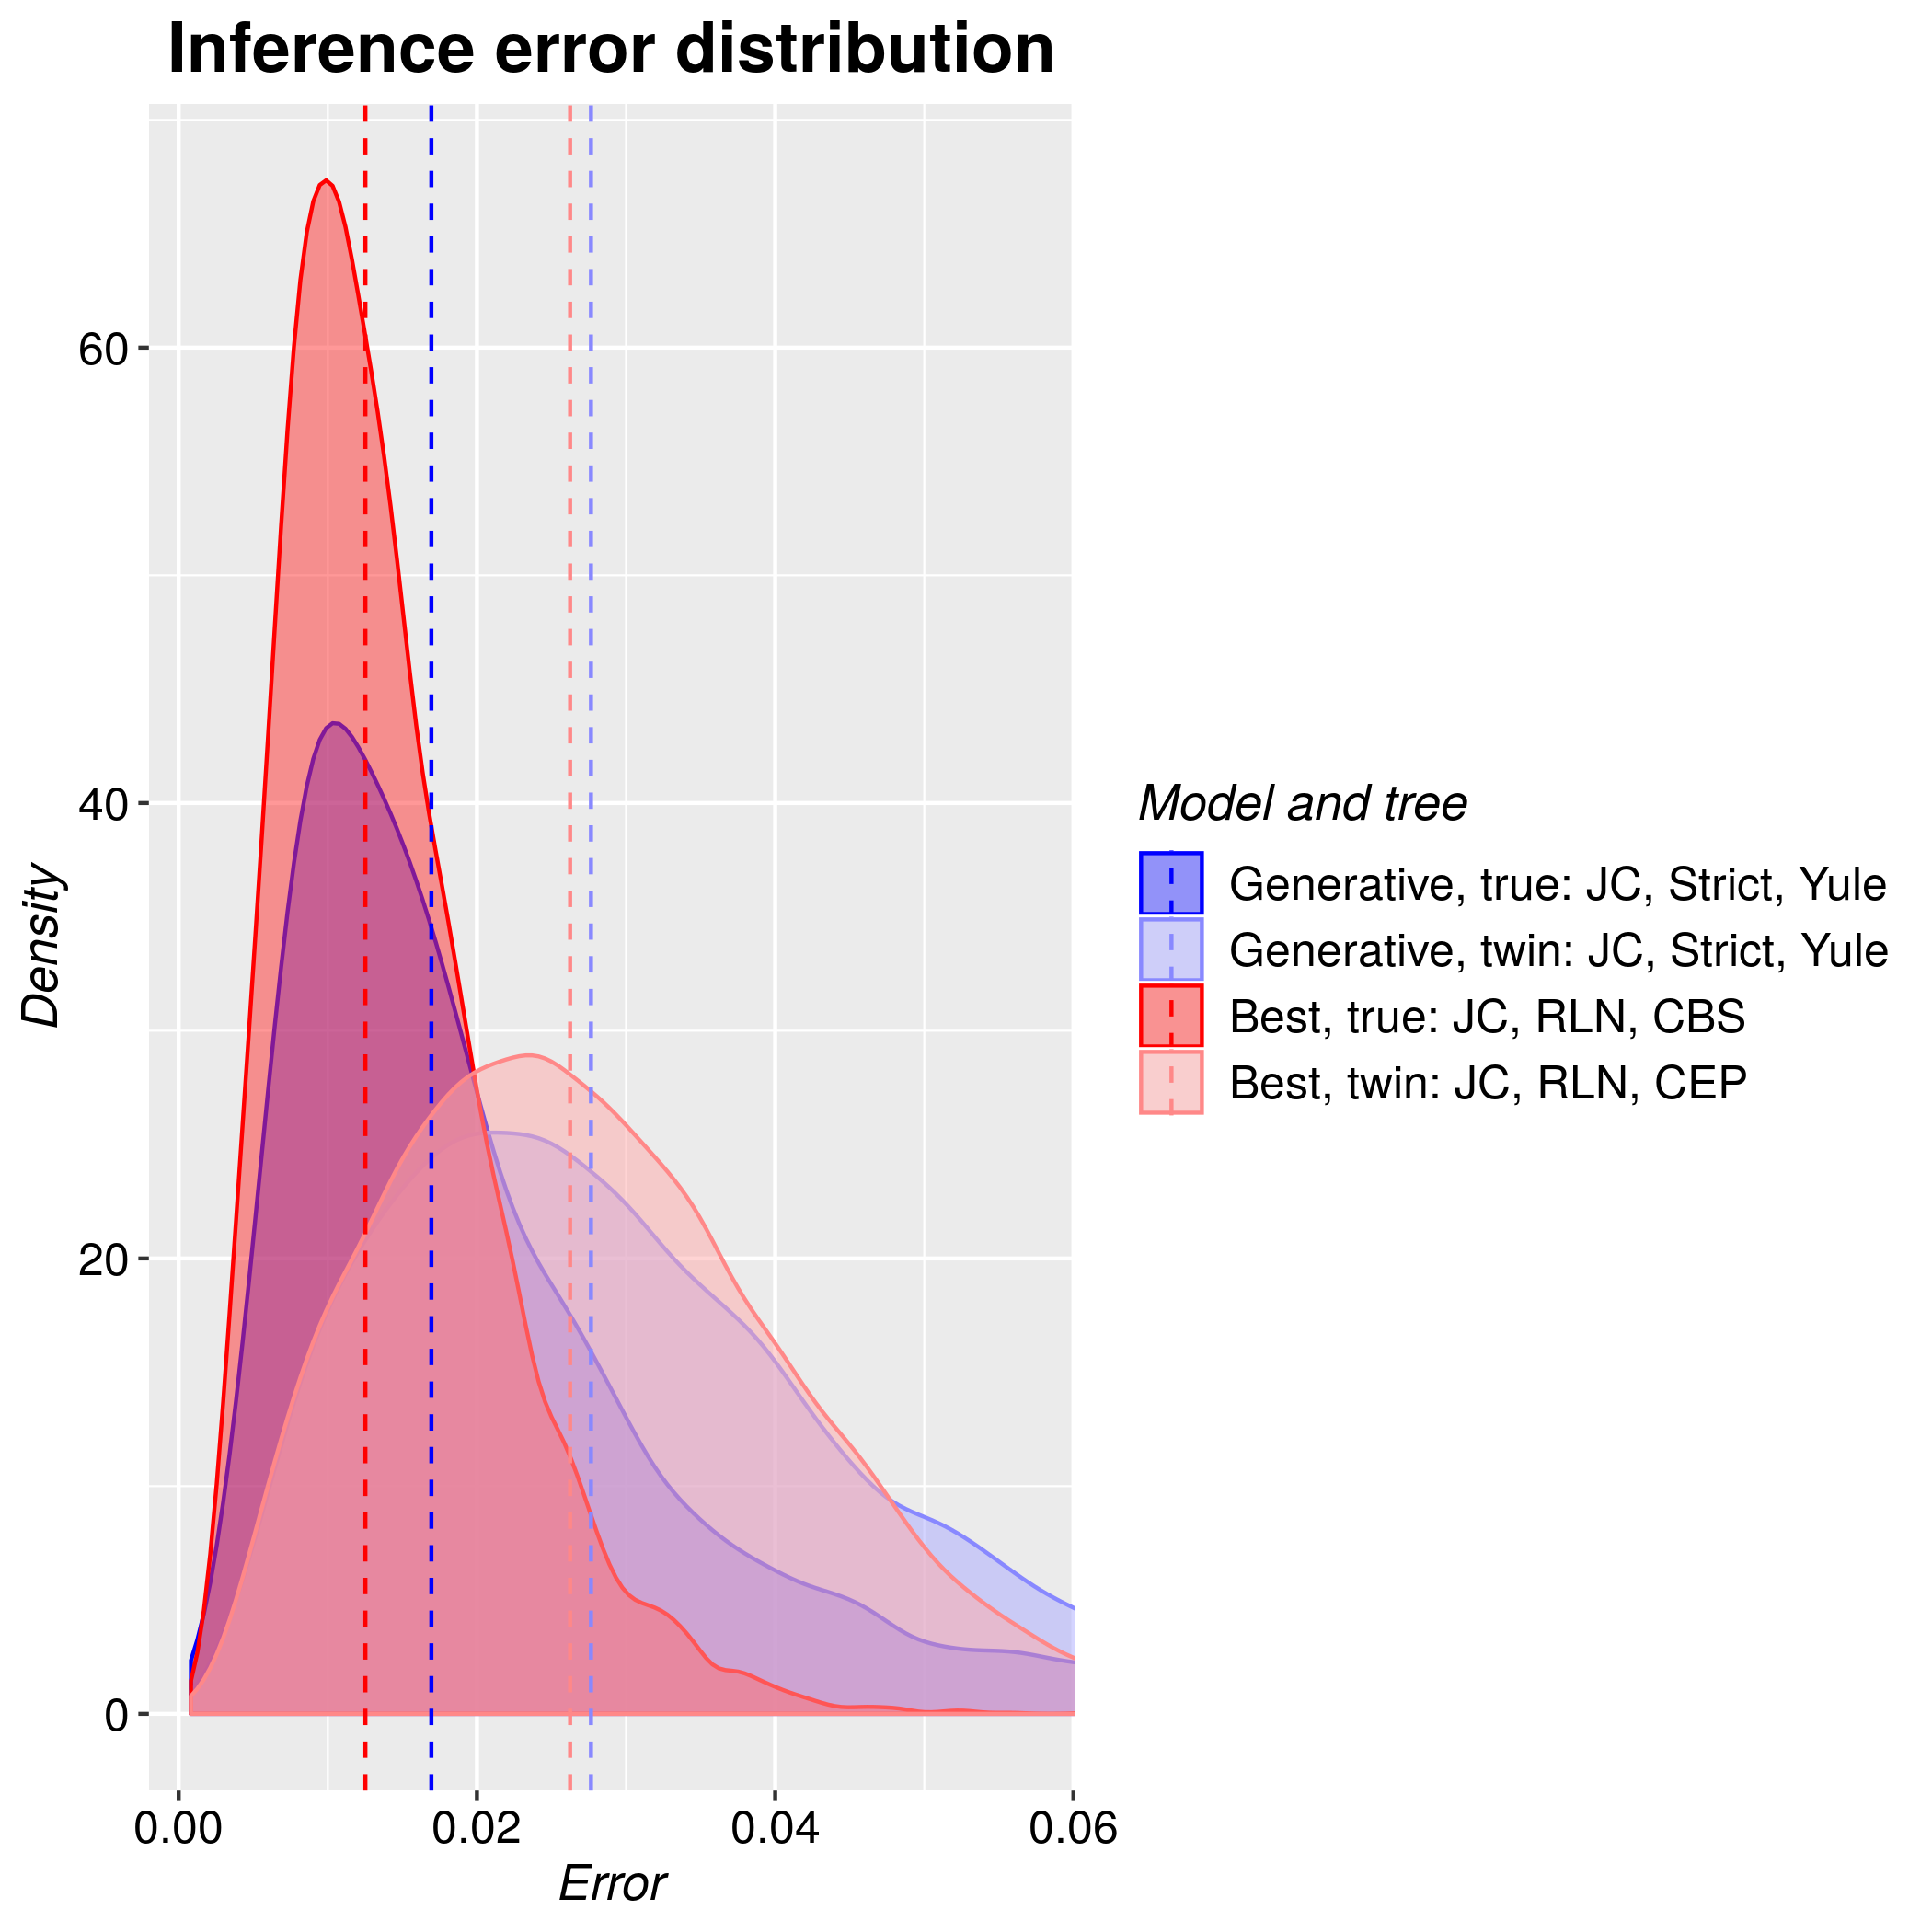 Inference error distribution
60
40
20
0
Density
0.00 0.02 0.04 0.06
Error
Model and tree
Generative, true: JC, Strict, Yule
Generative, twin: JC, Strict, Yule
Best, true: JC, RLN, CBS
Best, twin: JC, RLN, CEP